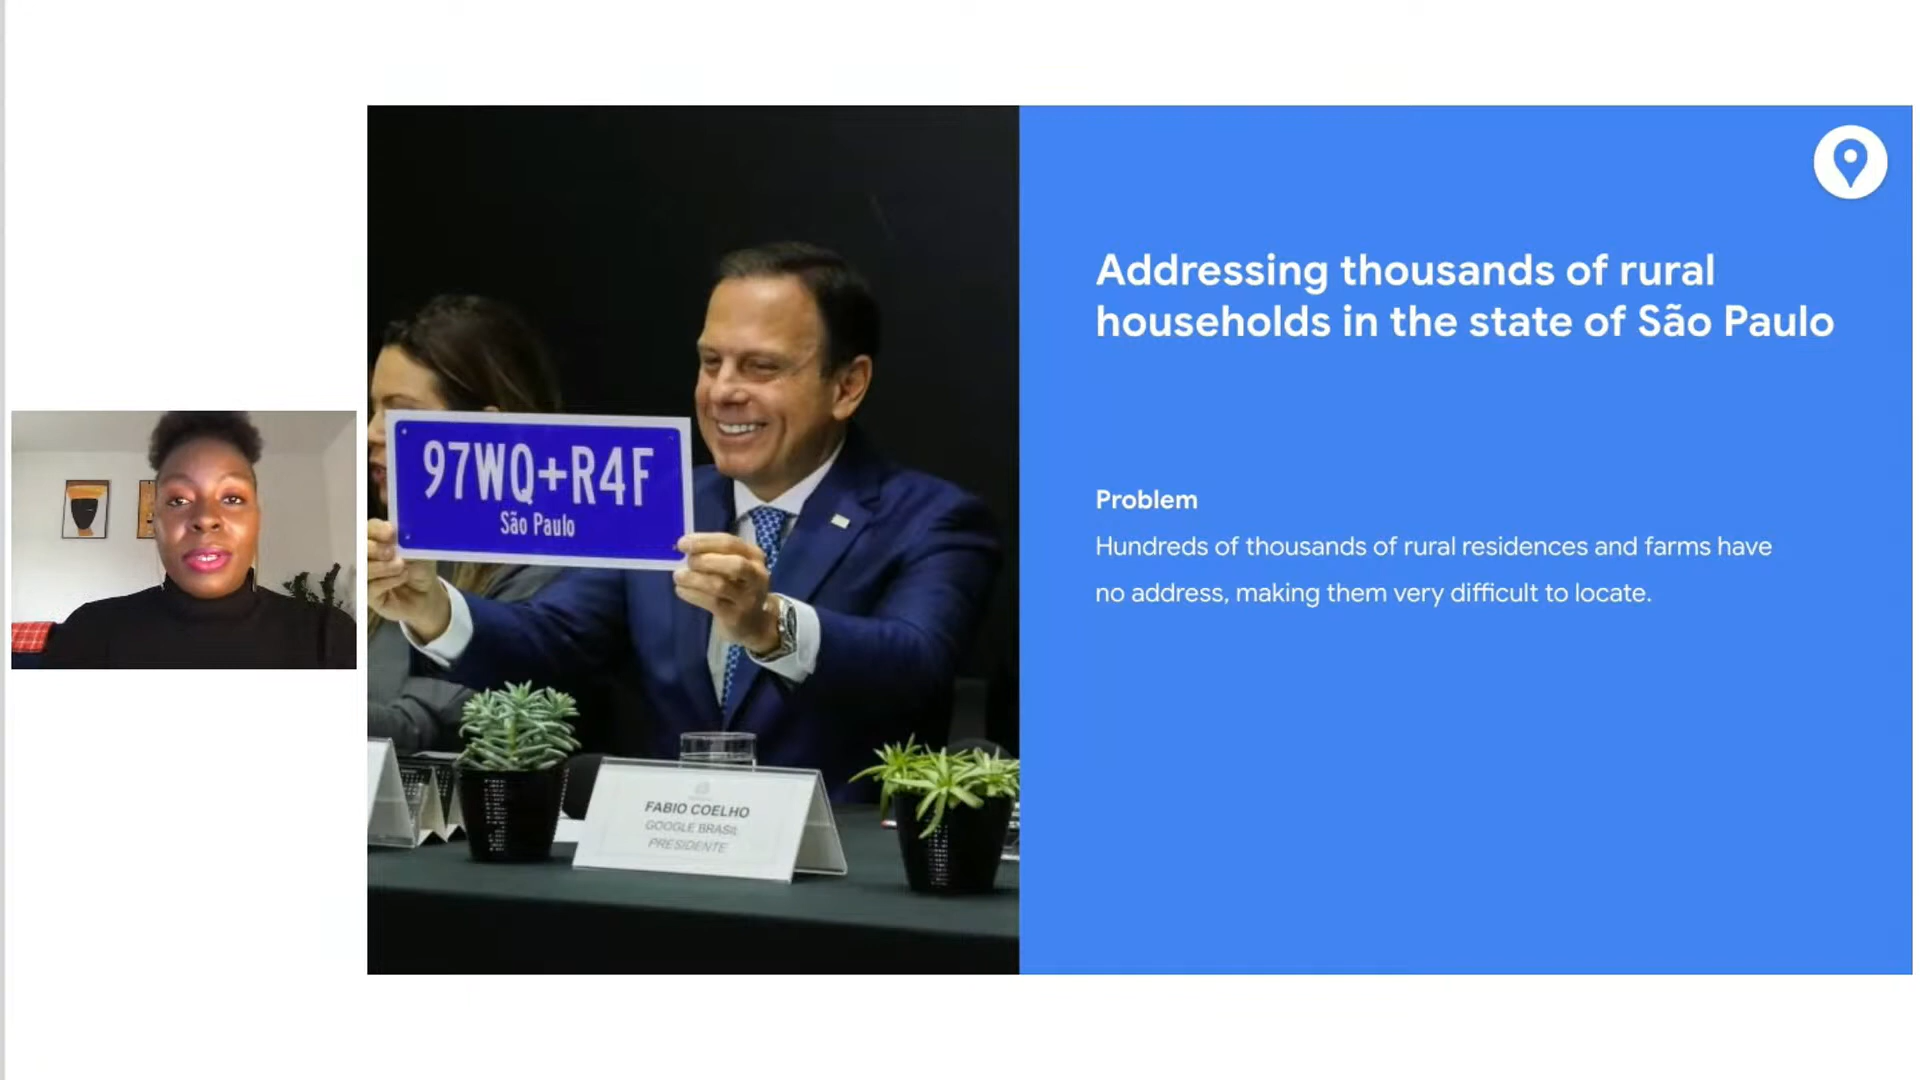 97WQ+R4F
São Paulo
FABIO COELHO
GOOGLE BRASIL
PRESIDENTE
Addressing thousands of rural
households in the state of São Paulo
Problem
Hundreds of thousands of rural residences and farms have
no address, making them very difficult to locate.